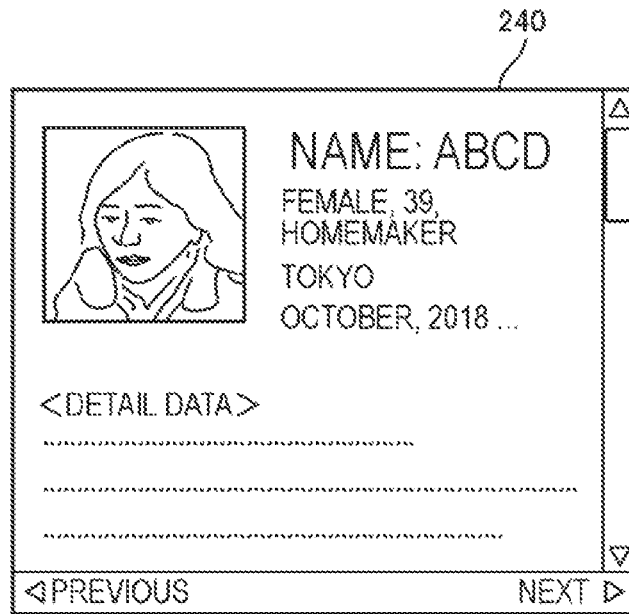 240
NAME: ABCD
FEMALE, 39,
HOMEMAKER
TOKYO
OCTOBER, 2018 ...
<DETAIL DATA>
PREVIOUS
NEXT